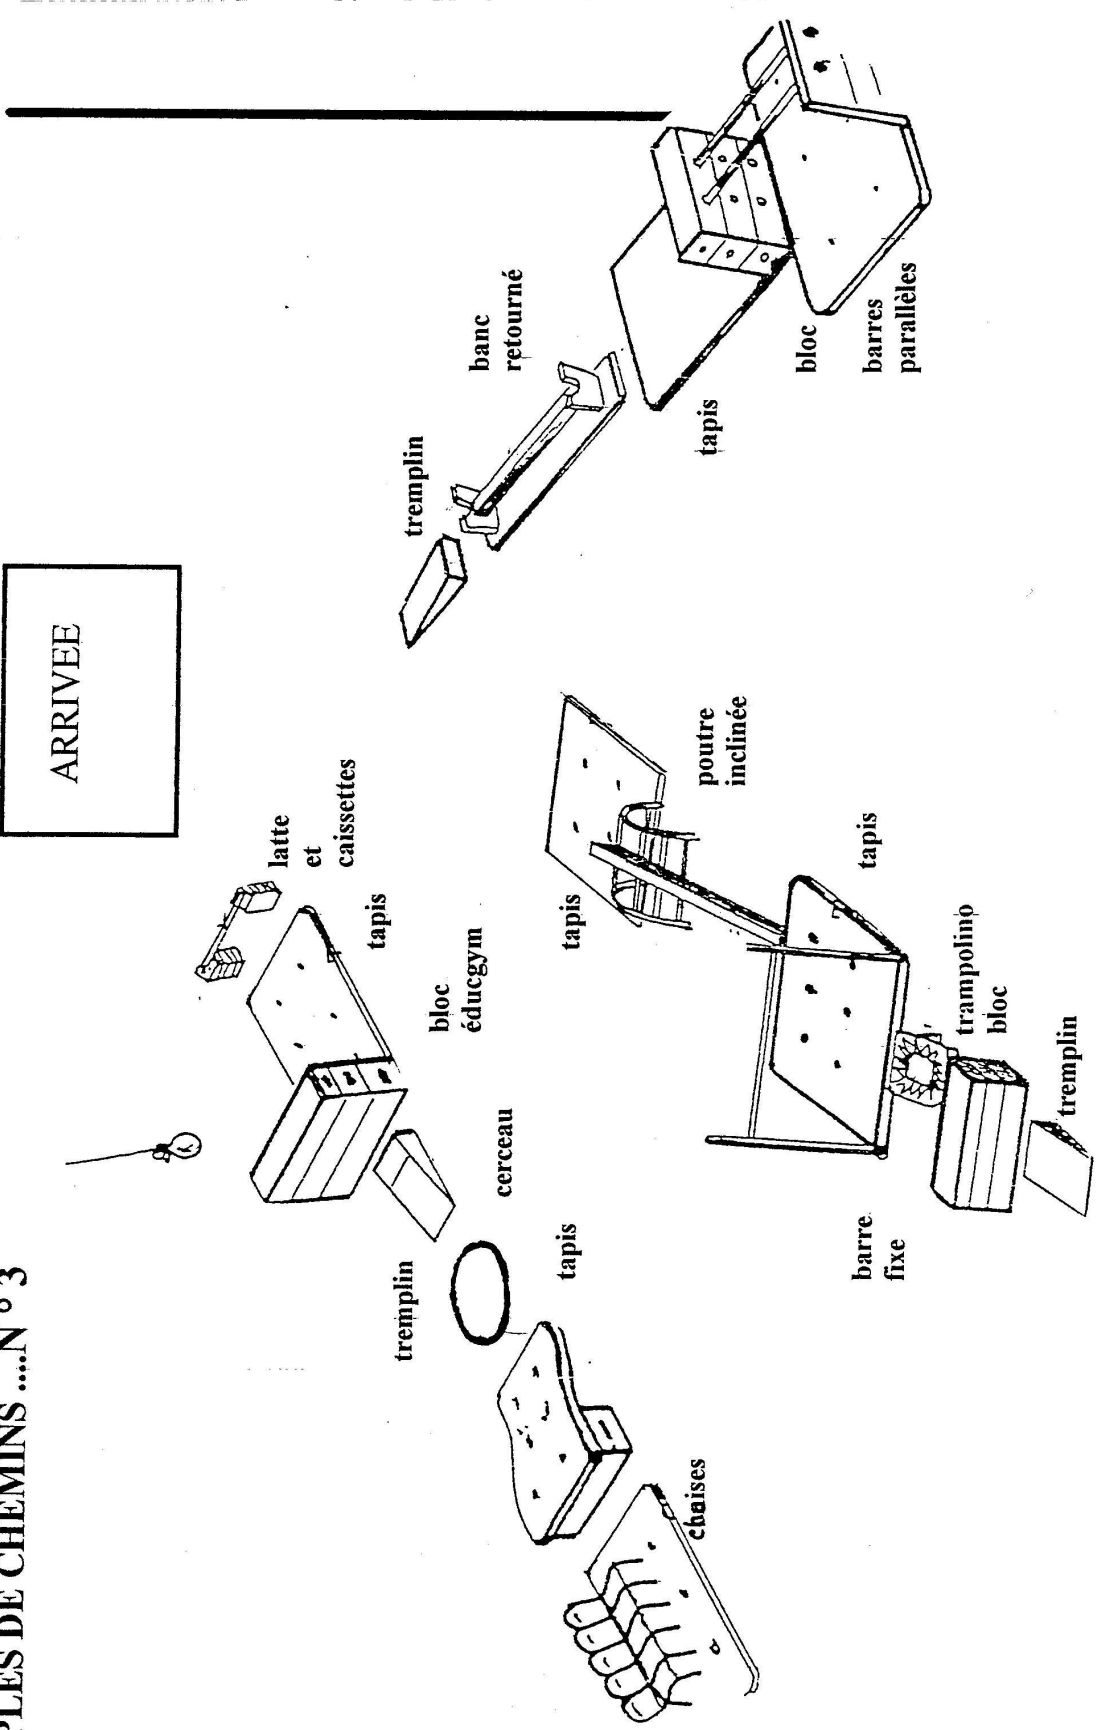 PLES DE CHEMINS ....N ° 3
ARRIVEE
latte
et
caissettes
tapis
bloc
éducgym
cerceau
tremplin
tapis
chaises
tremplin
banc
retourné
tapis
bloc
barres
parallèles
tapis
poutre
inclinée
tapis
trampolino
bloc
tremplin
barre
fixe